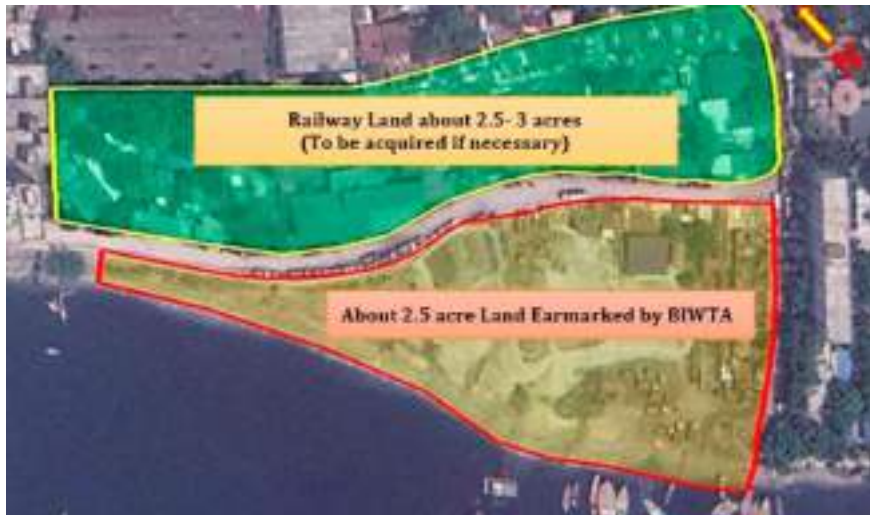 Railway Land about 2.5- 3 acres
(To be acquired if necessary)
About 2.5 acre Land Earmarked by BIWTA